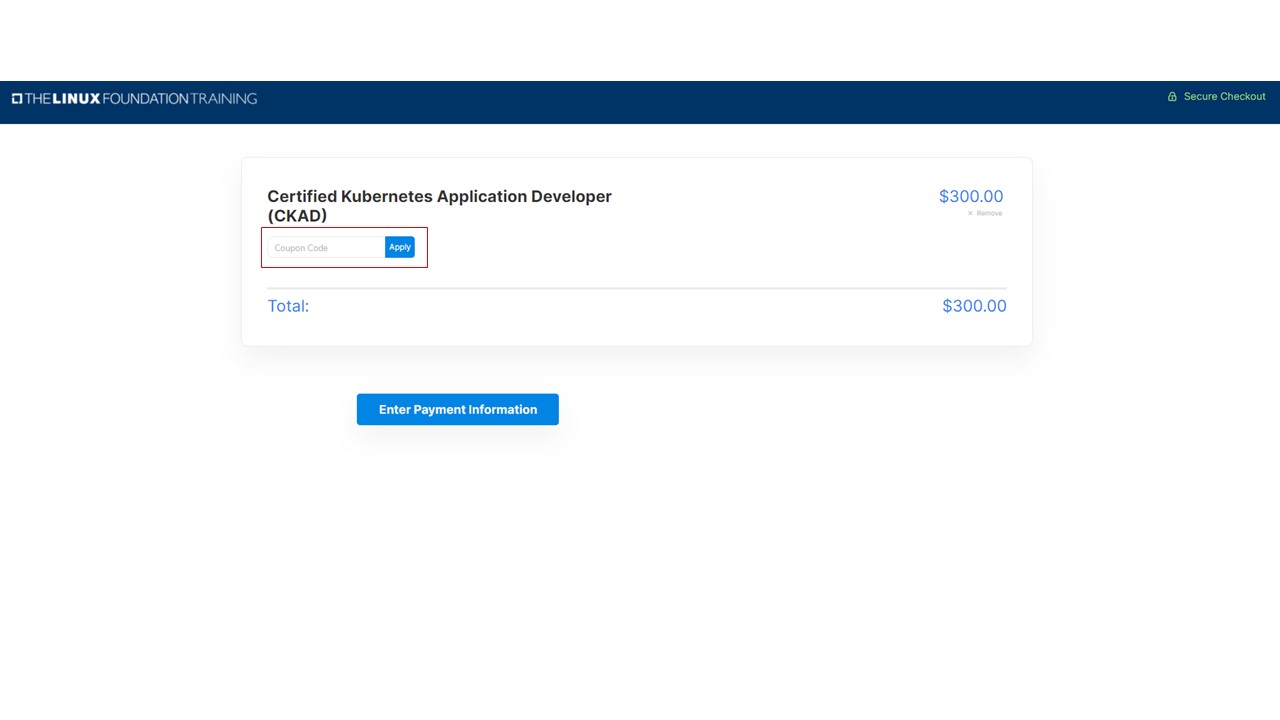 THE LINUX FOUNDATION TRAINING
Secure Checkout
Certified Kubernetes Application Developer
(CKAD)
$300.00
× Remove
Coupon Code
Apply
Total:
$300.00
Enter Payment Information